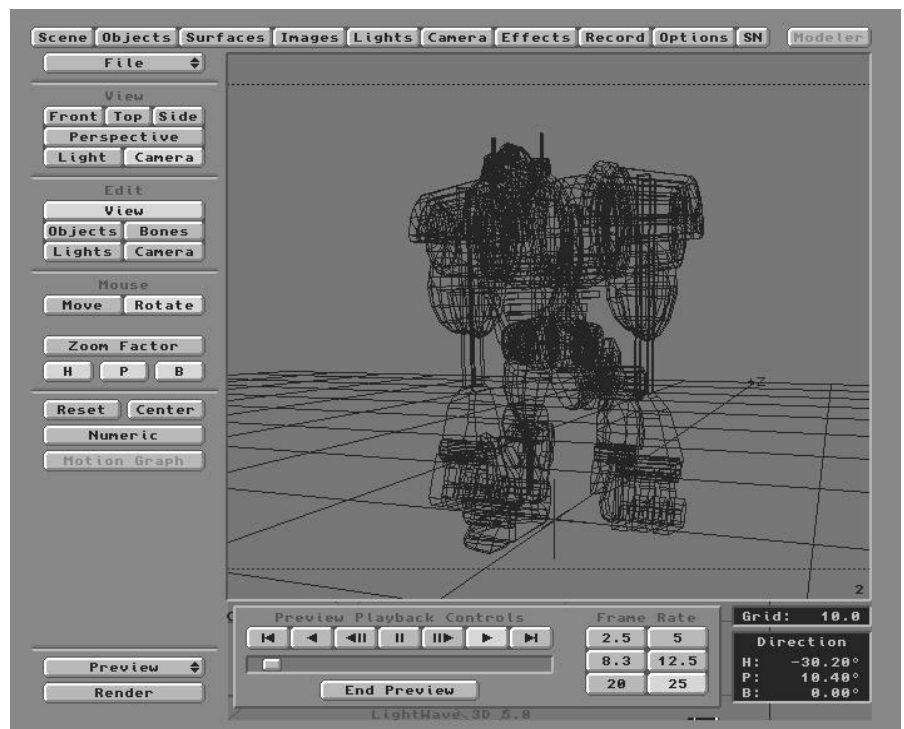 Scene Objects Surfaces Images Lights Camera Effects Record Options SN Modeler
File
View
Front Top Side
Perspective
Light Camera
Edit
View
Objects Bones
Lights Camera
Mouse
Move Rotate
Zoom Factor
H P B
Reset Center
Numeric
Motion Graph
Z
2
Preview Playback Controls
Frame Rate
2.5 5
8.3 12.5
20 25
End Preview
Grid: 10.0
Direction
H: -30.20°
P: 10.40°
B: 0.00°
Preview
Render
LightWave 3D 5.0